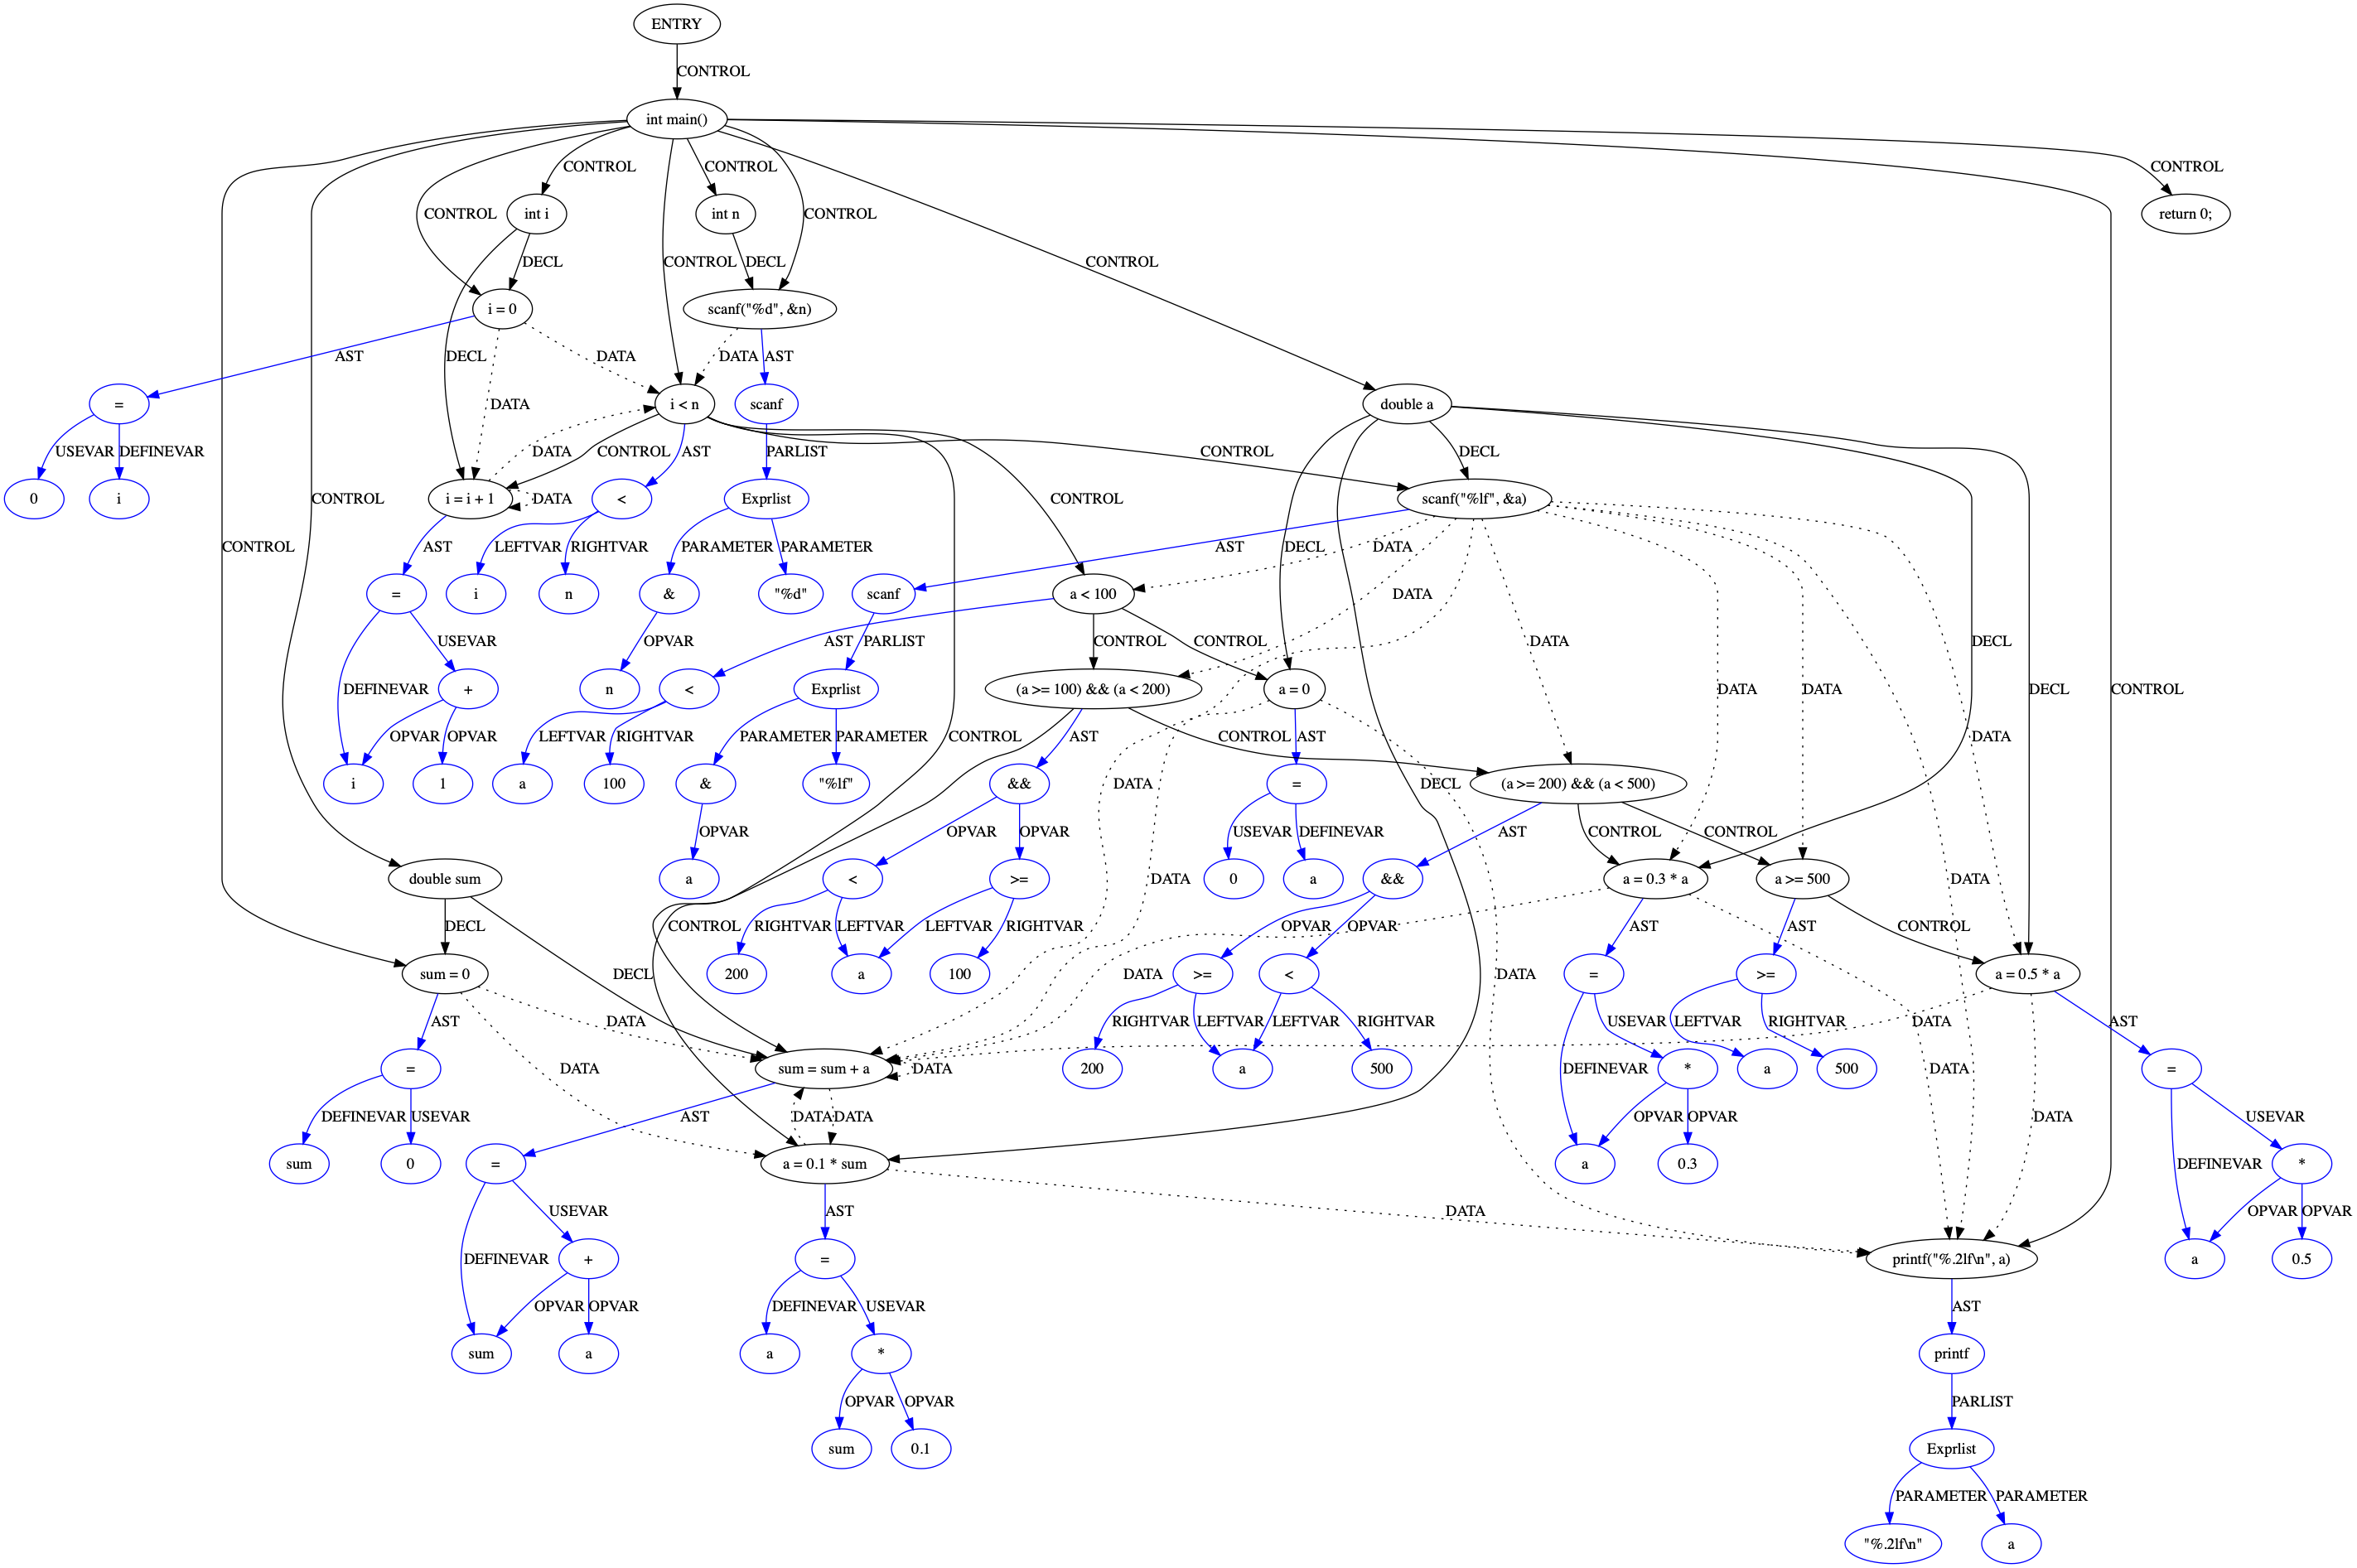 ENTRY
CONTROL
int main()
CONTROL
CONTROL
CONTROL
int i
int n
return 0;
CONTROL
CONTROL
DECL
CONTROL
DECL
CONTROL
i = 0
scanf("%d", &n)
AST
DECL
DATA
DATA
AST
=
DATA
i < n
scanf
double a
USEVAR
DEFINEVAR
DATA
CONTROL
AST
PARLIST
CONTROL
DECL
0
i
CONTROL
i = i + 1
DATA
<
Exprlist
CONTROL
scanf("%lf", &a)
CONTROL
AST
LEFTVAR
RIGHTVAR
PARAMETER
PARAMETER
AST
DECL
DATA
=
i
n
&
"%d"
scanf
a < 100
DATA
USEVAR
OPVAR
AST
PARLIST
CONTROL
CONTROL
DATA
DECL
DEFINEVAR
+
n
<
Exprlist
(a >= 100) && (a < 200)
a = 0
DATA
DATA
DECL
CONTROL
OPVAR
OPVAR
LEFTVAR
RIGHTVAR
PARAMETER
PARAMETER
CONTROL
AST
CONTROL
AST
DATA
i
1
a
100
&
"%lf"
&&
=
DATA
DECL
(a >= 200) && (a < 500)
OPVAR
OPVAR
OPVAR
USEVAR
DEFINEVAR
AST
CONTROL
CONTROL
double sum
a
<
>=
DATA
0
a
&&
a = 0.3 * a
a >= 500
DATA
DECL
CONTROL
RIGHTVAR
LEFTVAR
LEFTVAR
RIGHTVAR
OPVAR
OPVAR
AST
AST
CONTROL
sum = 0
DECL
200
a
100
DATA
>=
<
DATA
=
>=
a = 0.5 * a
AST
DATA
RIGHTVAR
LEFTVAR
LEFTVAR
RIGHTVAR
USEVAR
LEFTVAR
RIGHTVAR
DATA
AST
=
DATA
sum = sum + a
DATA
200
a
500
DEFINEVAR
*
a
500
DATA
=
DEFINEVAR
USEVAR
AST
DATA
DATA
OPVAR
OPVAR
DATA
USEVAR
sum
0
=
a = 0.1 * sum
a
0.3
DEFINEVAR
*
DEFINEVAR
USEVAR
AST
DATA
OPVAR
OPVAR
+
=
printf("%.2lf\n", a)
a
0.5
OPVAR
OPVAR
DEFINEVAR
USEVAR
AST
sum
a
a
*
printf
OPVAR
OPVAR
PARLIST
sum
0.1
Exprlist
PARAMETER
PARAMETER
"%.2lf\n"
a